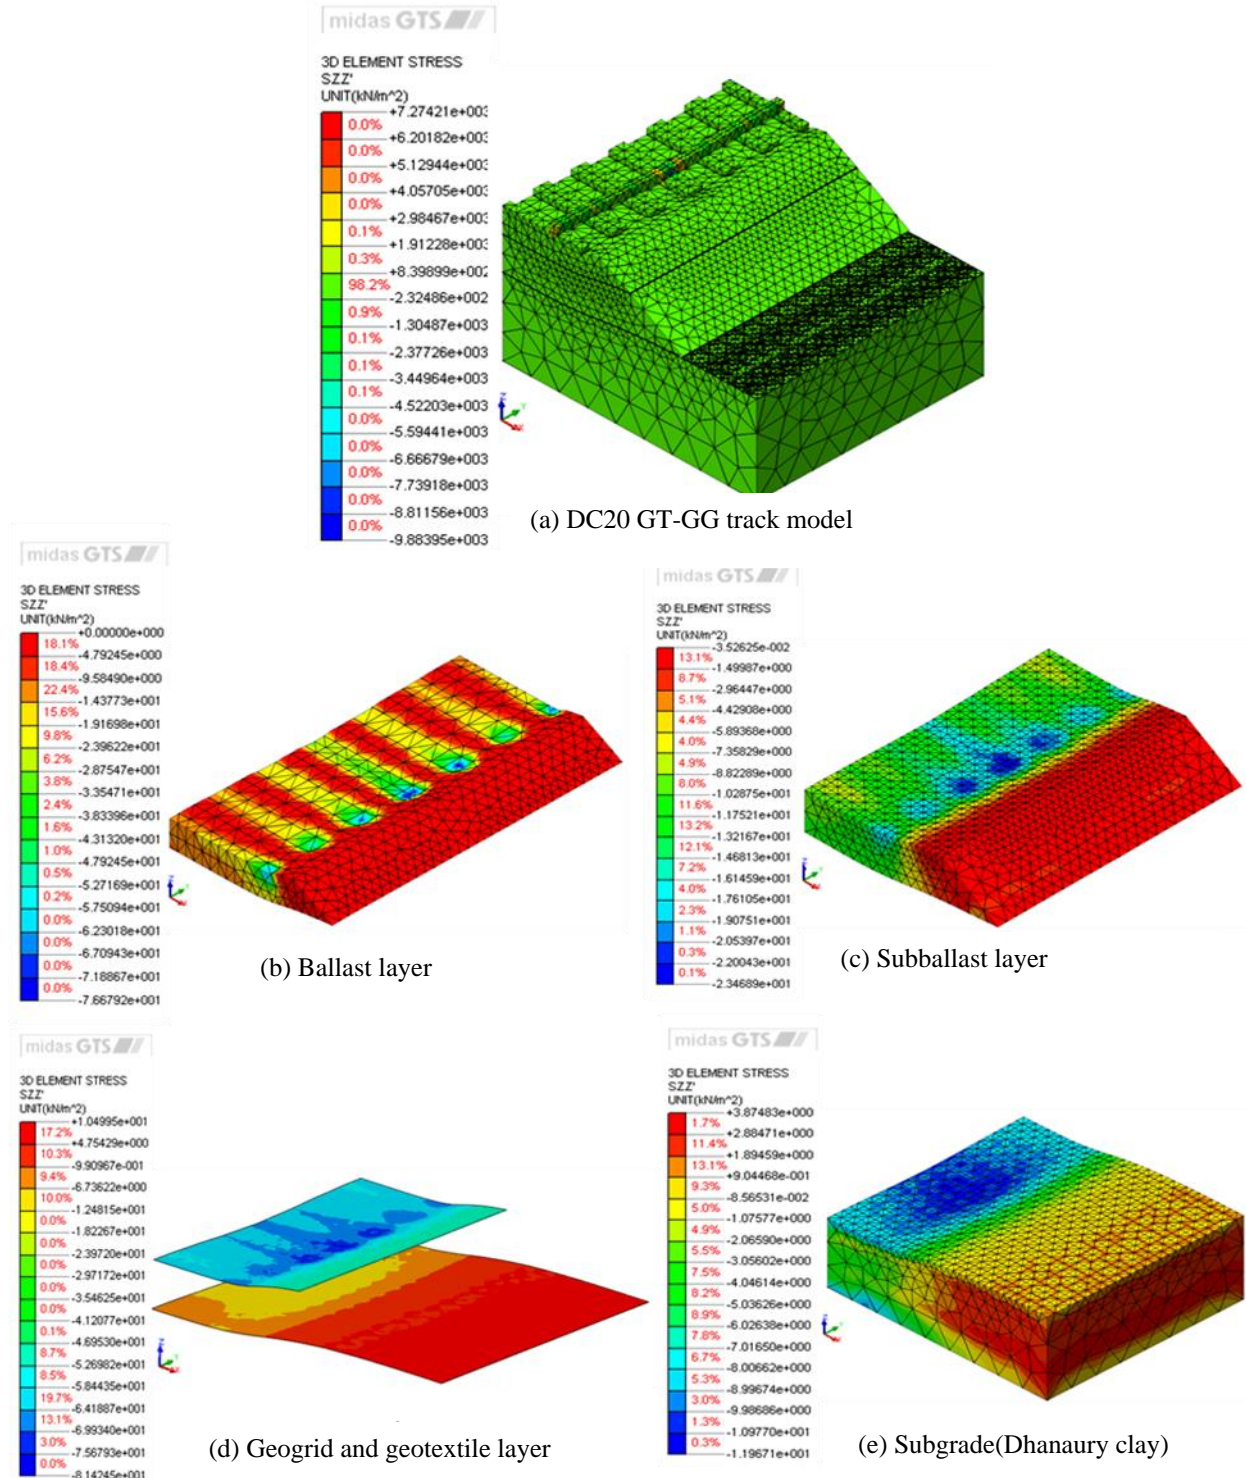 midas GTS
3D ELEMENT STRESS
SZZ'
UNIT(kN/m^2)
+7.27421e+003
0.0%
+6.20182e+003
0.0%
+5.12944e+003
0.0%
+4.05705e+003
0.0%
+2.98467e+003
0.1%
+1.91228e+003
0.3%
+8.39899e+002
98.2%
-2.32486e+002
0.9%
-1.30487e+003
0.1%
-2.37726e+003
0.1%
-3.44964e+003
0.1%
-4.52203e+003
0.0%
-5.59441e+003
0.0%
-6.66679e+003
0.0%
-7.73918e+003
0.0%
-8.81156e+003
0.0%
-9.88395e+003
(a) DC20 GT-GG track model
midas GTS
3D ELEMENT STRESS
SZZ'
UNIT(kN/m^2)
+0.00000e+000
18.1%
-4.79245e+000
18.4%
-9.58490e+000
22.4%
-1.43773e+001
15.6%
-1.91698e+001
9.8%
-2.39622e+001
6.2%
-2.87547e+001
3.8%
-3.35471e+001
2.4%
-3.83396e+001
1.6%
-4.31320e+001
1.0%
-4.79245e+001
0.5%
-5.27169e+001
0.2%
-5.75094e+001
0.0%
-6.23018e+001
0.0%
-6.70943e+001
0.0%
-7.18867e+001
0.0%
-7.66792e+001
(b) Ballast layer
midas GTS
3D ELEMENT STRESS
SZZ'
UNIT(kN/m^2)
-3.52625e-002
13.1%
-1.49987e+000
8.7%
-2.96447e+000
5.1%
-4.42908e+000
4.4%
-5.89368e+000
4.0%
-7.35829e+000
4.9%
-8.82289e+000
8.0%
-1.02875e+001
11.6%
-1.17521e+001
13.2%
-1.32167e+001
12.1%
-1.46813e+001
7.2%
-1.61459e+001
4.0%
-1.76105e+001
2.3%
-1.90751e+001
1.1%
-2.05397e+001
0.3%
-2.20043e+001
0.1%
-2.34689e+001
(c) Subballast layer
midas GTS
3D ELEMENT STRESS
SZZ'
UNIT(kN/m^2)
+1.04995e+001
17.2%
+4.75429e+000
10.3%
-9.90967e-001
9.4%
-6.73622e+000
10.0%
-1.24815e+001
0.0%
-1.82267e+001
0.0%
-2.39720e+001
0.0%
-2.97172e+001
0.0%
-3.54625e+001
0.0%
-4.12077e+001
0.1%
-4.69530e+001
8.7%
-5.26982e+001
8.5%
-5.84435e+001
19.7%
-6.41887e+001
13.1%
-6.99340e+001
3.0%
-7.56793e+001
0.0%
-8.14245e+001
(d) Geogrid and geotextile layer
midas GTS
3D ELEMENT STRESS
SZZ'
UNIT(kN/m^2)
+3.87483e+000
1.7%
+2.88471e+000
11.4%
+1.89459e+000
13.1%
+9.04468e-001
9.3%
-8.56531e-002
5.0%
-1.07577e+000
4.9%
-2.06590e+000
5.5%
-3.05602e+000
7.5%
-4.04614e+000
8.2%
-5.03626e+000
8.9%
-6.02638e+000
7.8%
-7.01650e+000
6.7%
-8.00662e+000
5.3%
-8.99674e+000
3.0%
-9.98686e+000
1.3%
-1.09770e+001
0.3%
-1.19671e+001
(e) Subgrade(Dhanaury clay)